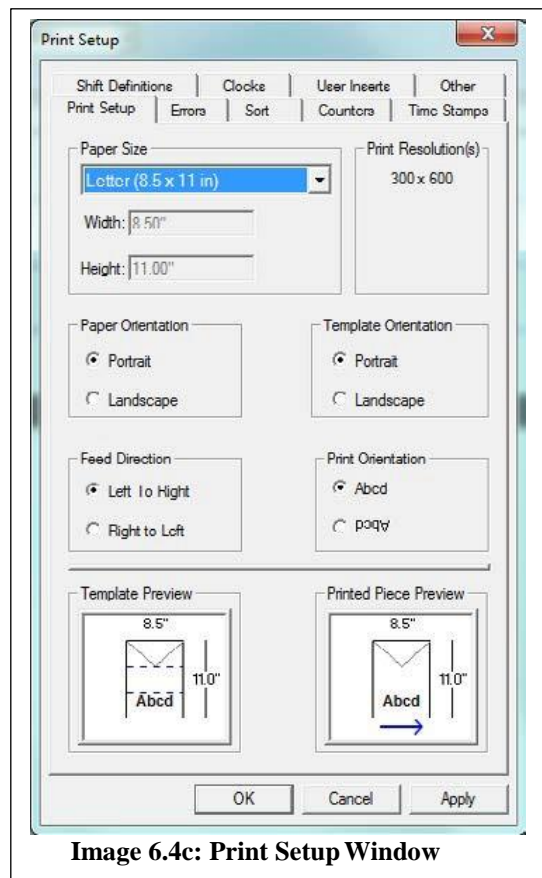 Print Setup
Shift Definitions Clocks User Inserts Other
Print Setup Errors Sort Counters Time Stamps
Paper Size
Letter (8.5 x 11 in)
Width: 8.50"
Height: 11.00"
Print Resolution(s)
300 x 600
Paper Orientation
Portrait
Landscape
Template Orientation
Portrait
Landscape
Feed Direction
Left To Right
Right to Left
Print Orientation
Abcd
Abcd
Template Preview
8.5"
11.0"
Abcd
Printed Piece Preview
8.5"
11.0"
Abcd
OK Cancel Apply
Image 6.4c: Print Setup Window